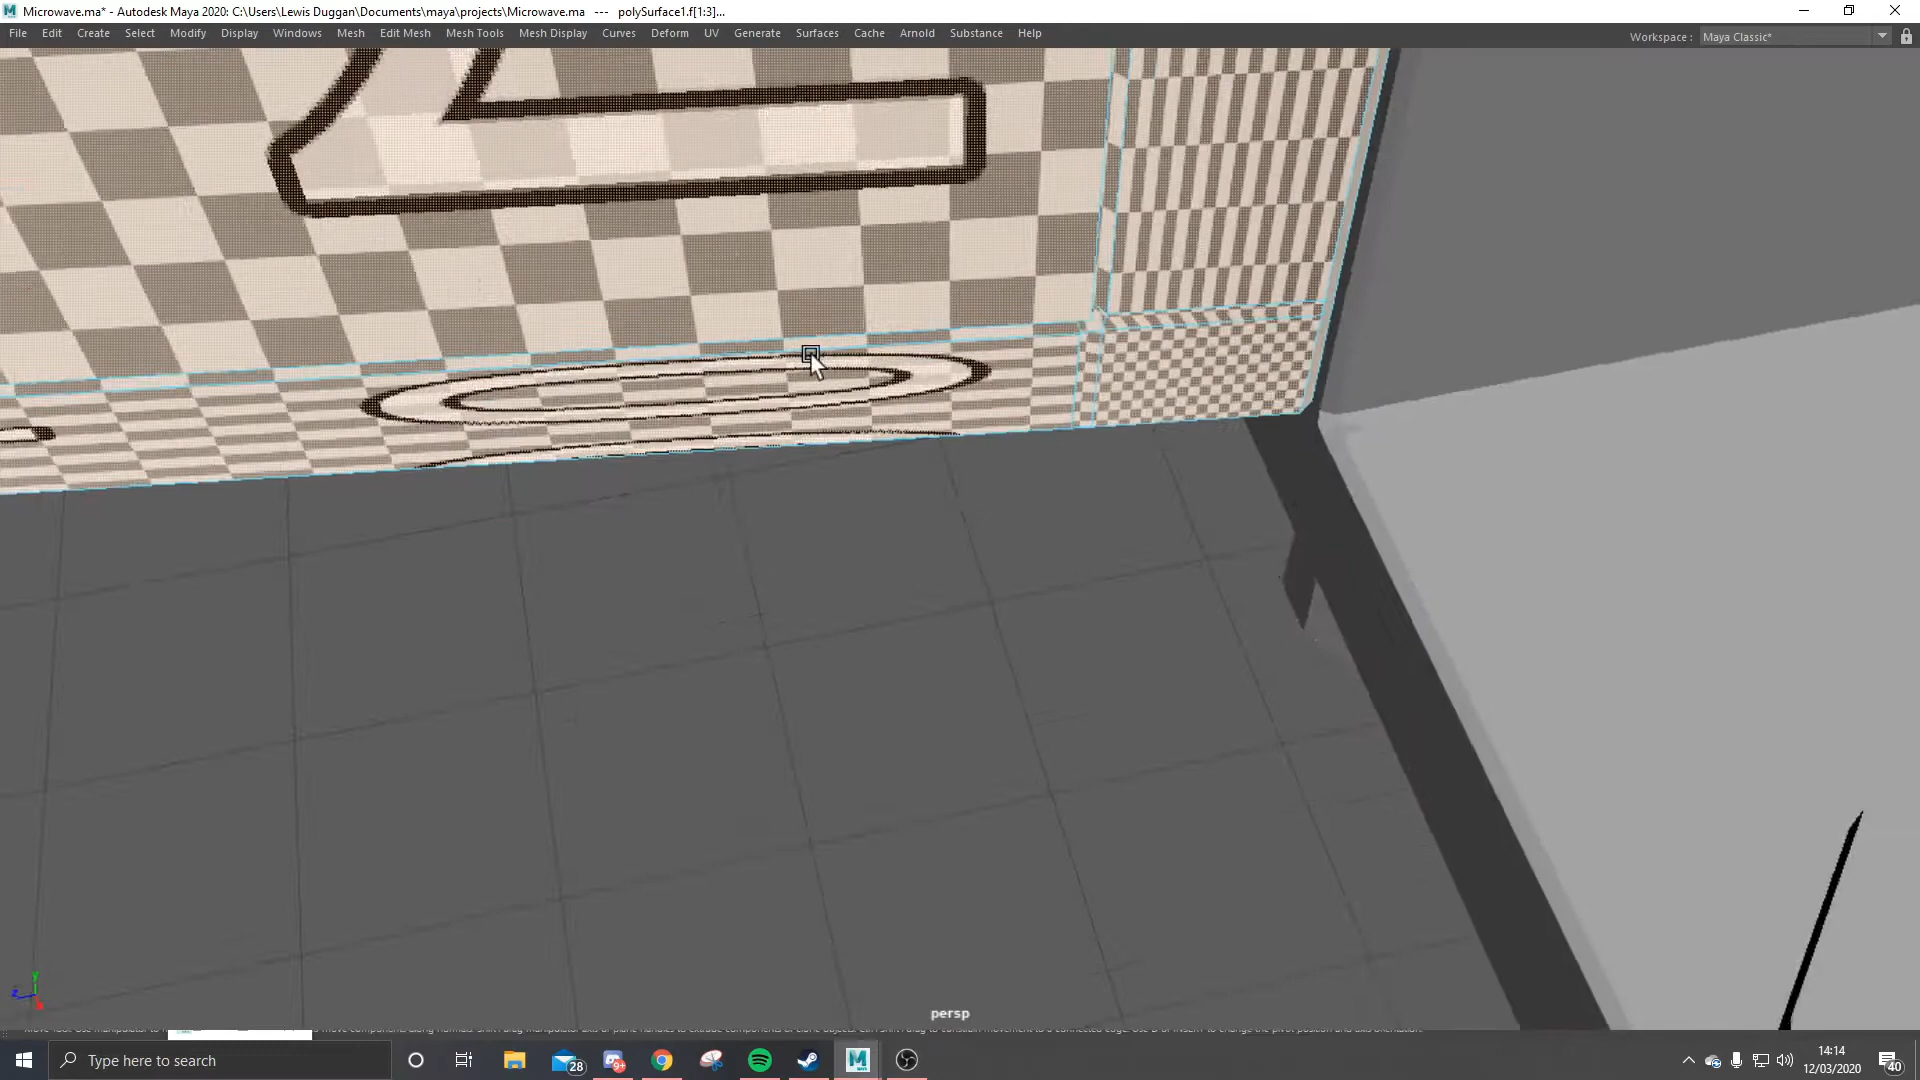 Microwave.ma* - Autodesk Maya 2020: C:\Users\Lewis Duggan\Documents\maya\projects\Microwave.ma --- polySurface1.f[1:3]...
File Edit Create Select Modify Display Windows Mesh Edit Mesh Mesh Tools Mesh Display Curves Deform UV Generate Surfaces Cache Arnold Substance Help
Workspace : Maya Classic*
persp
y
z
Type here to search
28
9+
14:14
12/03/2020
40